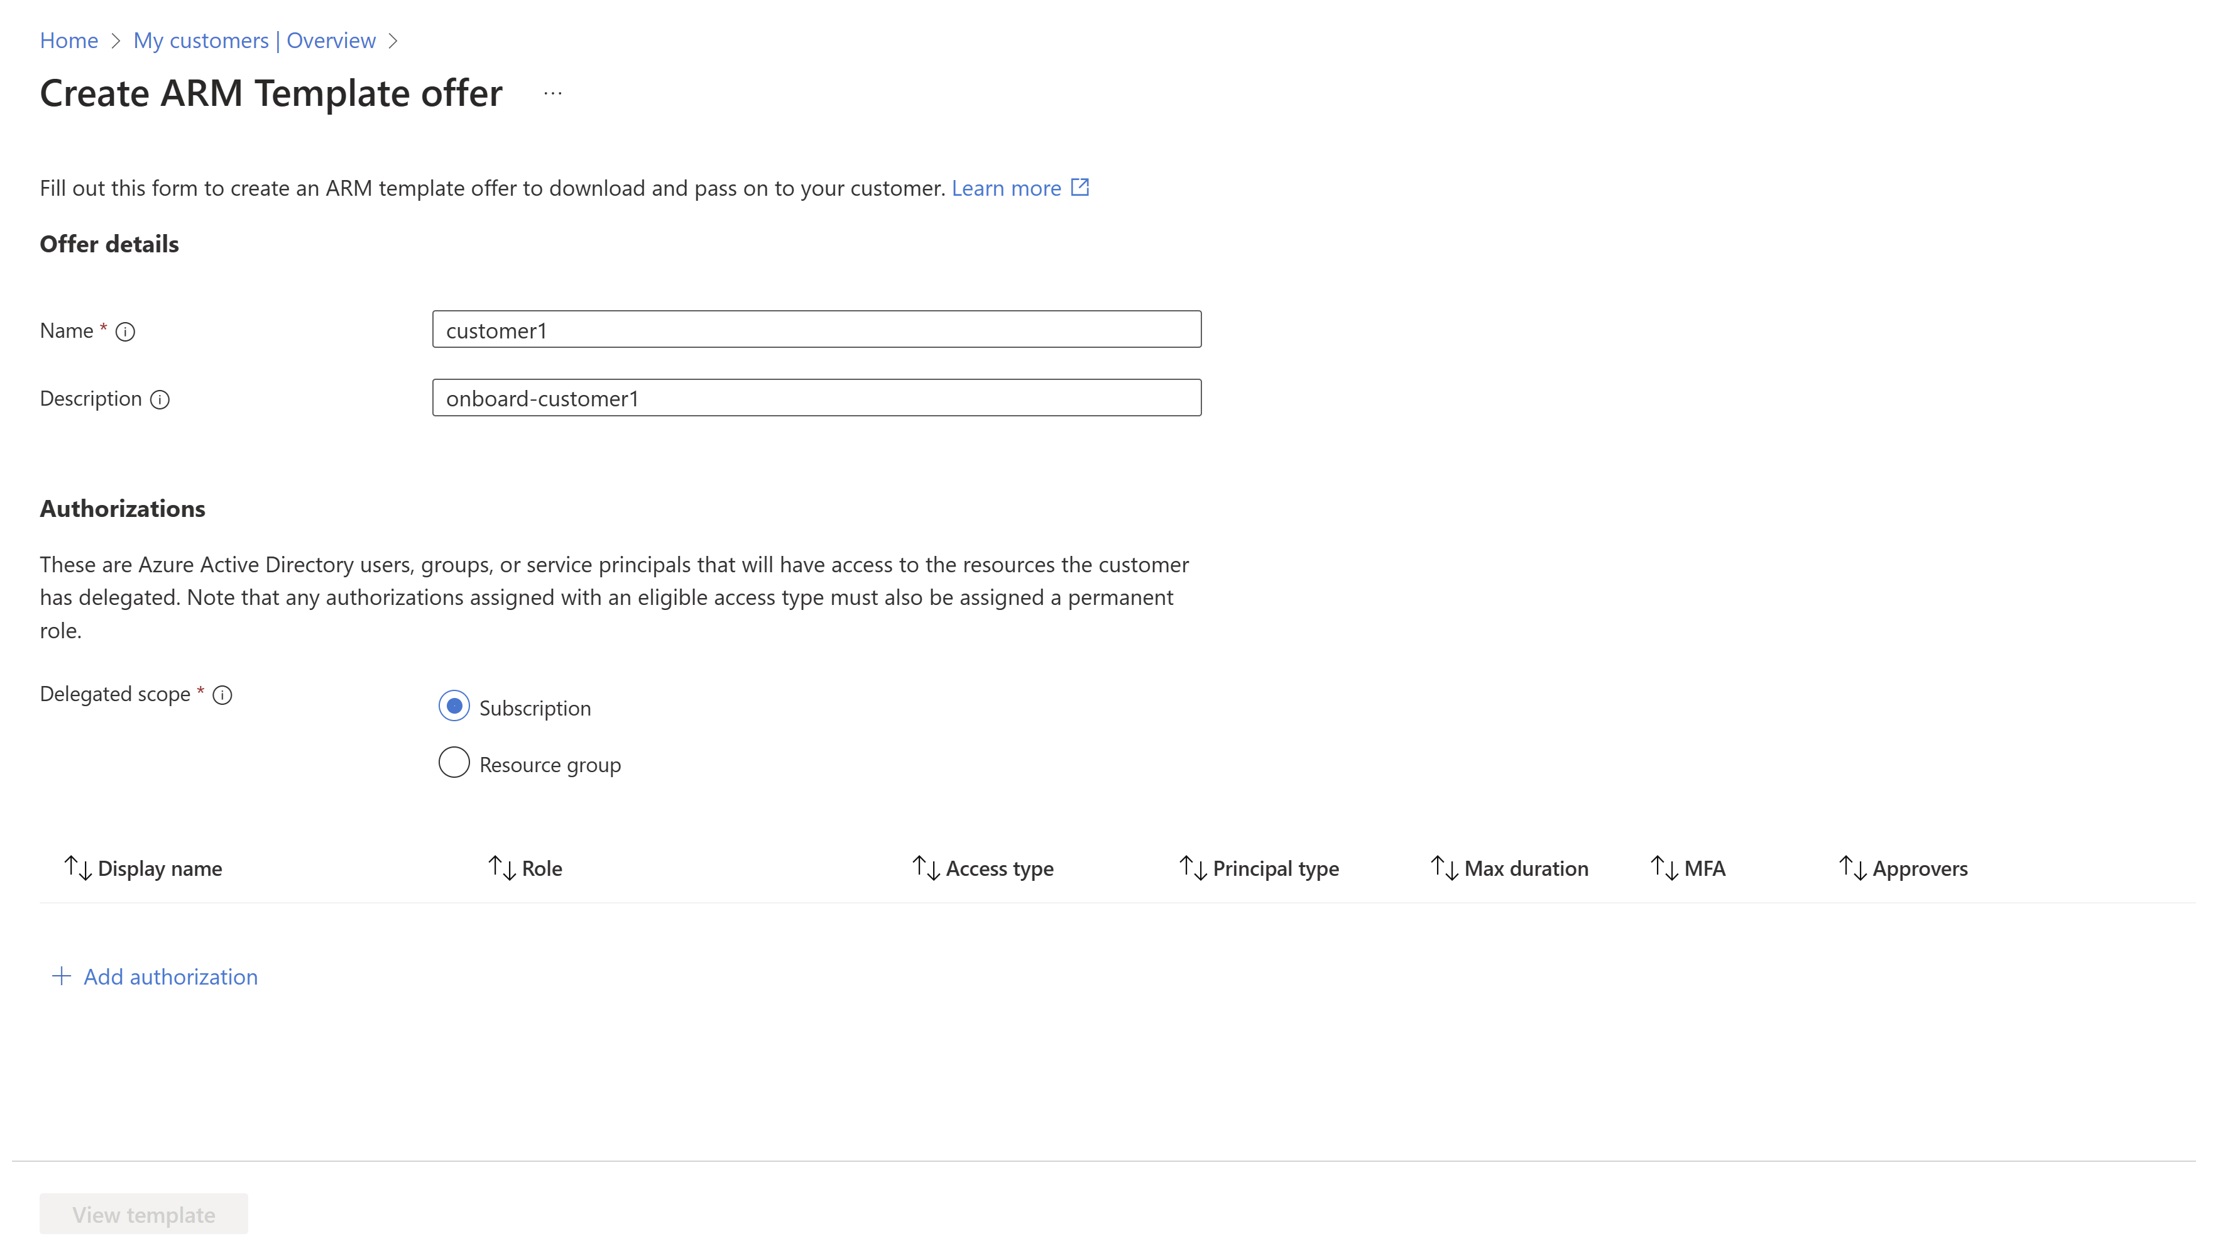 Home > My customers | Overview >
Create ARM Template offer ...
Fill out this form to create an ARM template offer to download and pass on to your customer. Learn more
Offer details
Name *
customer1
Description
onboard-customer1
Authorizations
These are Azure Active Directory users, groups, or service principals that will have access to the resources the customer
has delegated. Note that any authorizations assigned with an eligible access type must also be assigned a permanent
role.
Delegated scope *
Subscription
Resource group
Display name Role Access type Principal type Max duration MFA Approvers
+ Add authorization
View template